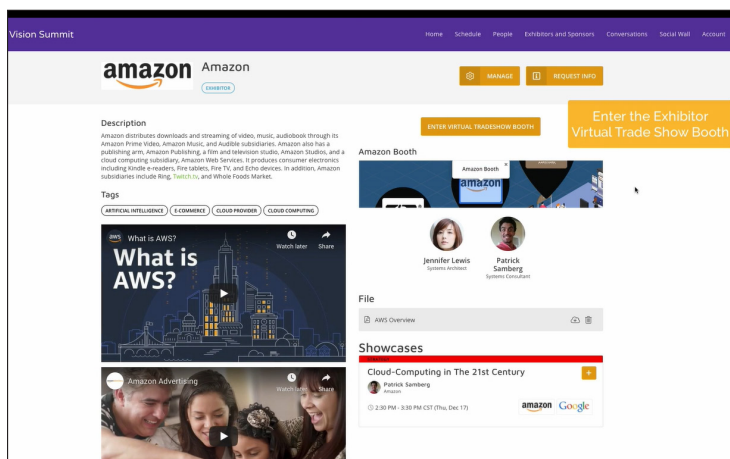 Vision Summit
Home Schedule People Exhibitors and Sponsors Conversations Social Wall Account
amazon
Amazon
EXHIBITOR
MANAGE
REQUEST INFO
ENTER VIRTUAL TRADESHOW BOOTH
Enter the Exhibitor
Virtual Trade Show Booth
Description
Amazon distributes downloads and streaming of video, music, audiobook through its
Amazon Prime Video, Amazon Music, and Audible subsidiaries. Amazon also has a
publishing arm, Amazon Publishing, a film and television studio, Amazon Studios, and a
cloud computing subsidiary, Amazon Web Services. It produces consumer electronics
including Kindle e-readers, Fire tablets, Fire TV, and Echo devices. In addition, Amazon
subsidiaries include Ring, Twitch.tv, and Whole Foods Market.
Tags
ARTIFICIAL INTELLIGENCE E-COMMERCE CLOUD PROVIDER CLOUD COMPUTING
aws What is AWS?
Watch later Share
What is
AWS?
Amazon Advertising
Watch later Share
Amazon Booth
Amazon Booth
×
amazon
Jennifer Lewis
Systems Architect
Patrick
Samberg
Systems Consultant
File
AWS Overview
Showcases
Cloud-Computing in The 21st Century
+
Patrick Samberg
Amazon
2:30 PM - 3:30 PM CST (Thu, Dec 17)
amazon Google